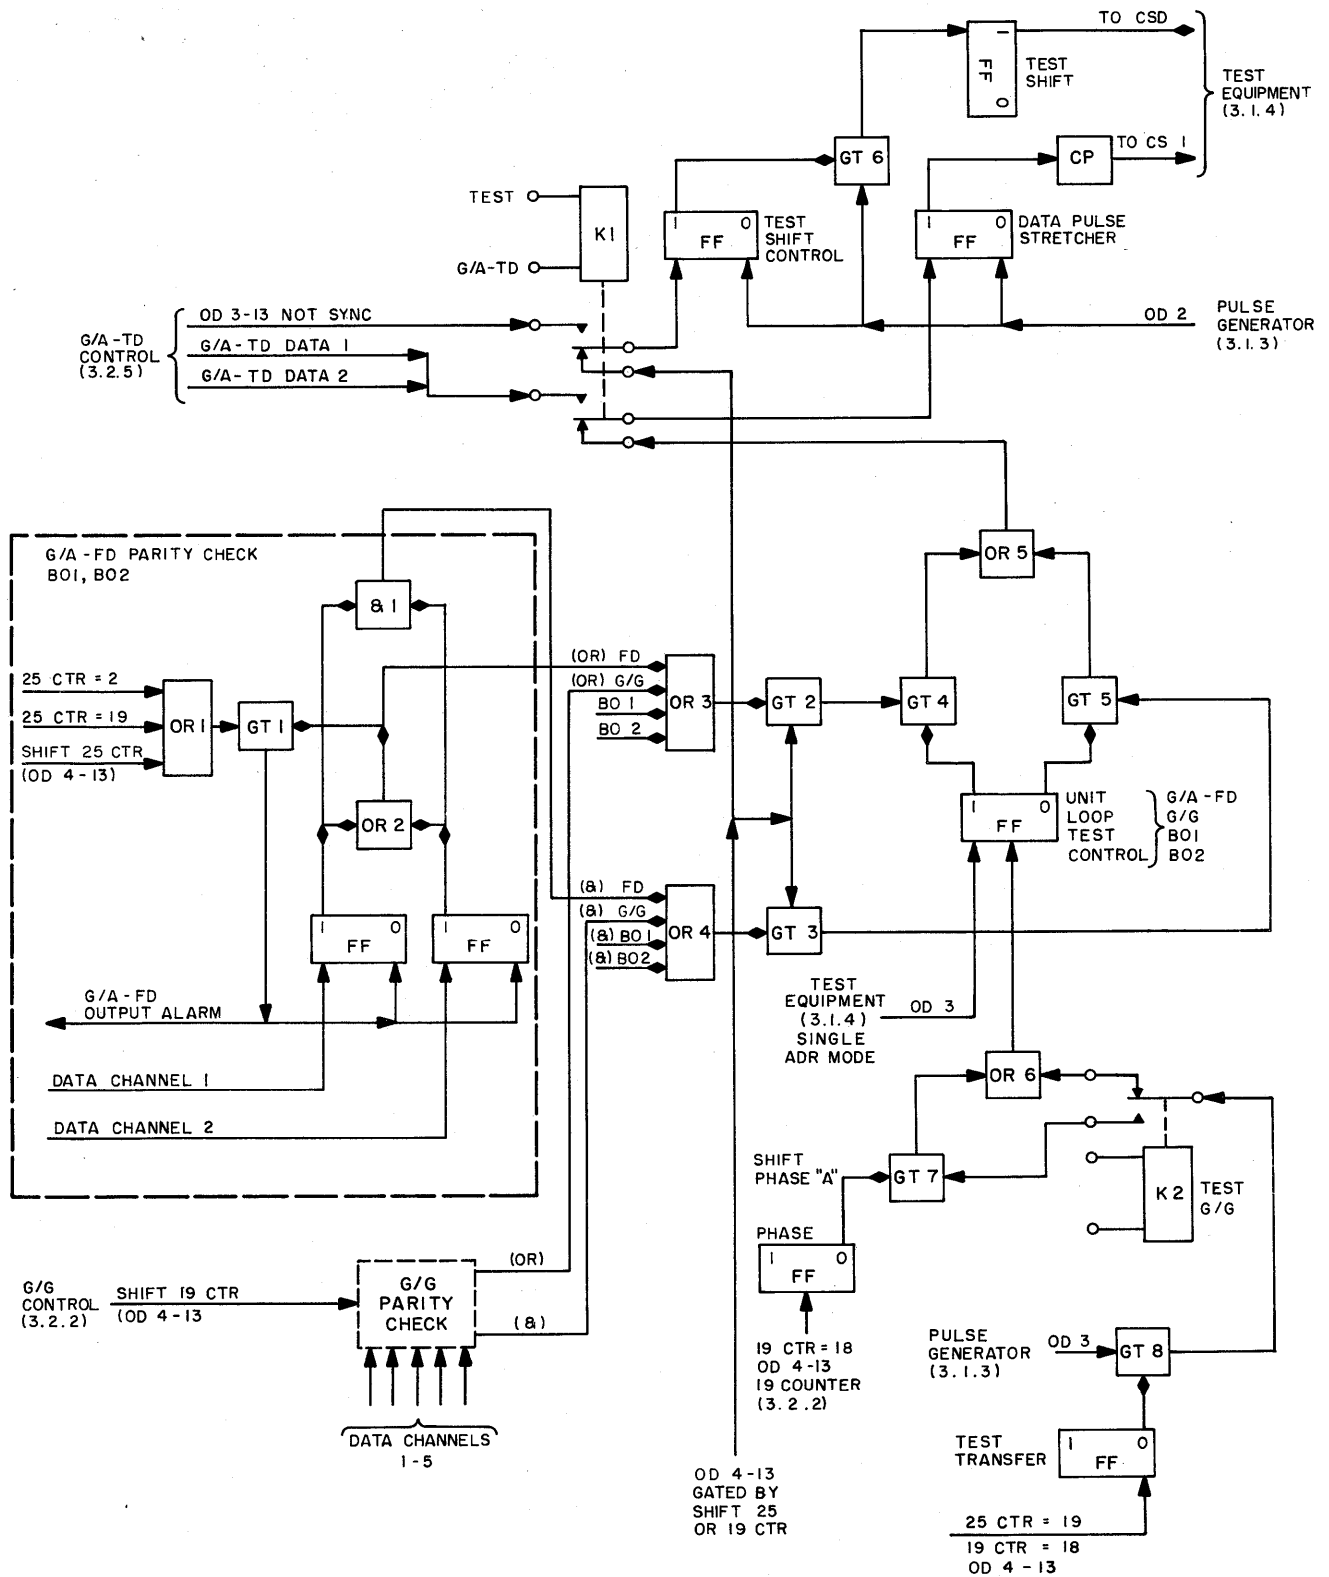 TO CSD
1
FF
0
TEST
SHIFT
TEST
EQUIPMENT
(3.1.4)
GT 6
CP
TO CS 1
TEST
K1
G/A-TD
1 0
FF
TEST
SHIFT
CONTROL
1 0
FF
DATA PULSE
STRETCHER
G/A-TD
CONTROL
(3.2.5)
OD 3-13 NOT SYNC
G/A-TD DATA 1
G/A-TD DATA 2
OD 2
PULSE
GENERATOR
(3.1.3)
G/A-FD PARITY CHECK
BO1, BO2
& 1
OR 5
25 CTR = 2
25 CTR = 19
SHIFT 25 CTR
(OD 4-13)
OR 1
GT 1
OR 2
(OR) FD
(OR) G/G
BO 1
BO 2
OR 3
GT 2
GT 4
GT 5
1 0
FF
UNIT
LOOP
TEST
CONTROL
G/A-FD
G/G
BO1
BO2
1 0
FF
1 0
FF
(&) FD
(&) G/G
(&) BO 1
(&) BO2
OR 4
GT 3
G/A-FD
OUTPUT ALARM
DATA CHANNEL 1
DATA CHANNEL 2
TEST
EQUIPMENT
(3.1.4)
SINGLE
ADR MODE
OD 3
OR 6
SHIFT
PHASE "A"
GT 7
K2
TEST
G/G
PHASE
1 0
FF
19 CTR = 18
OD 4-13
19 COUNTER
(3.2.2)
G/G
CONTROL
(3.2.2)
SHIFT 19 CTR
(OD 4-13
G/G
PARITY
CHECK
(OR)
(&)
DATA CHANNELS
1-5
PULSE
GENERATOR
(3.1.3)
OD 3
GT 8
TEST
TRANSFER
1 0
FF
OD 4-13
GATED BY
SHIFT 25
OR 19 CTR
25 CTR = 19
19 CTR = 18
OD 4-13